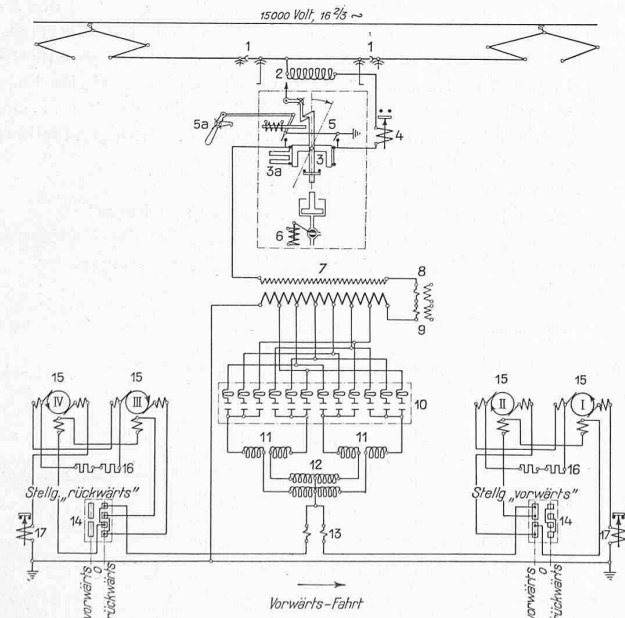 15000 Volt, 16 2/3 ~
1 1
2
5a 5 4
3
3a
6
7 8
9
15 15 15 15
IV III II I
10
11 11
16 12 16
Stellg. „rückwärts" Stellg. „vorwärts"
14 14
17 13 17
vorwärts 0 rückwärts vorwärts 0 rückwärts
Vorwärts-Fahrt